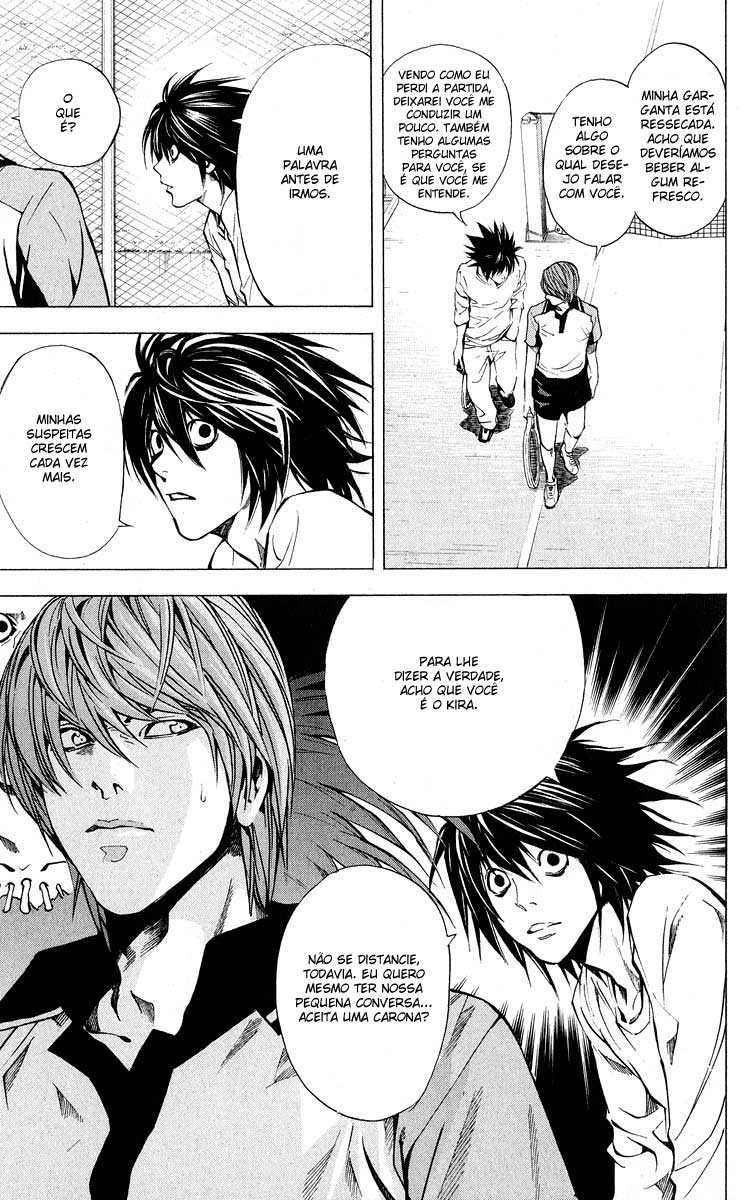 MINHA GAR-
GANTA ESTÁ
RESSECADA.
ACHO QUE
DEVERÍAMOS
BEBER AL-
GUM RE-
FRESCO.
TENHO
ALGO
SOBRE O
QUAL DESE-
JO FALAR
COM VOCÊ.
VENDO COMO EU
PERDI A PARTIDA,
DEIXAREI VOCÊ ME
CONDUZIR UM
POUCO. TAMBÉM
TENHO ALGUMAS
PERGUNTAS
PARA VOCÊ, SE
É QUE VOCÊ ME
ENTENDE.
UMA
PALAVRA
ANTES DE
IRMOS.
O
QUE
É?
MINHAS
SUSPEITAS
CRESCEM
CADA VEZ
MAIS.
PARA LHE
DIZER A VERDADE,
ACHO QUE VOCÊ
É O KIRA.
NÃO SE DISTANCIE,
TODAVIA. EU QUERO
MESMO TER NOSSA
PEQUENA CONVERSA...
ACEITA UMA CARONA?